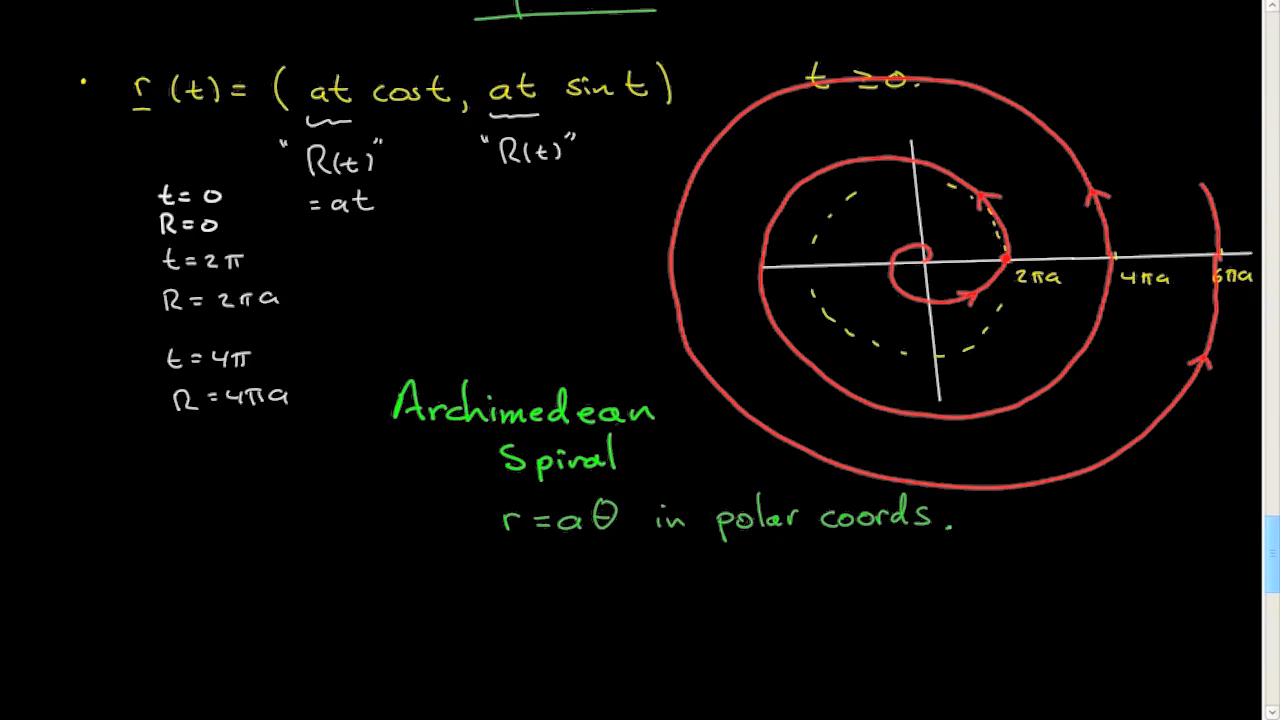 · r (t) = ( at cos t, at sin t ) t ≥ 0.
"R(t)" "R(t)"
= at
t = 0
R = 0
t = 2π
R = 2πa
t = 4π
R = 4πa
2πa 4πa 6πa
Archimedean
Spiral
r = aθ in polar coords.